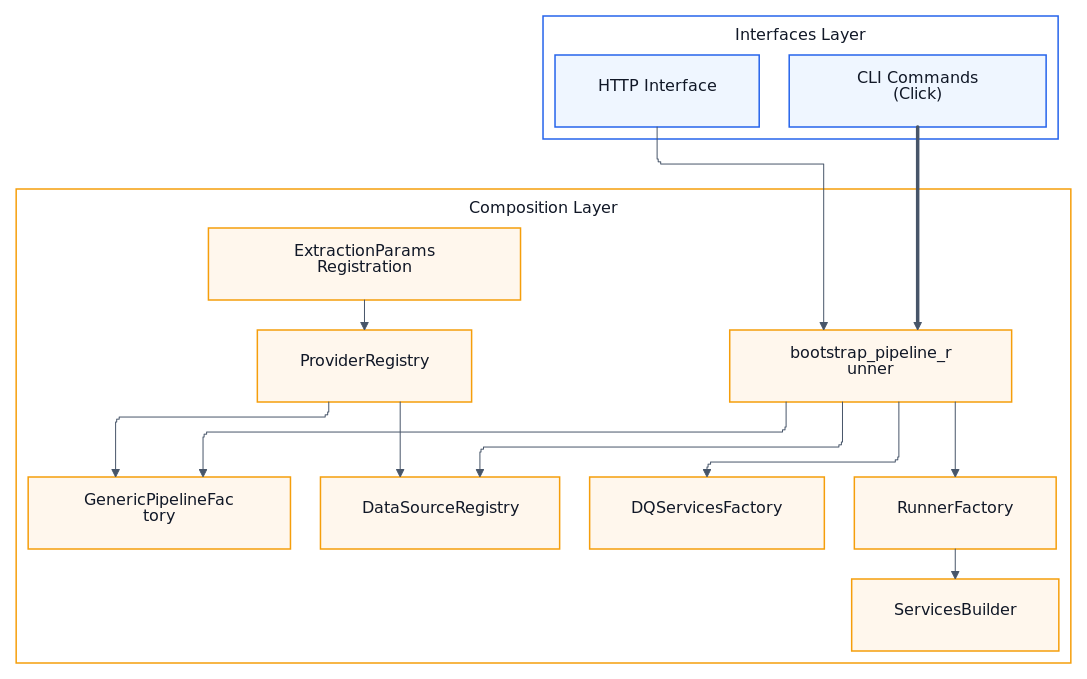 Interfaces Layer
HTTP Interface
CLI Commands
(Click)
Composition Layer
ExtractionParams
Registration
ProviderRegistry
bootstrap_pipeline_r
unner
GenericPipelineFac
tory
DataSourceRegistry
DQServicesFactory
RunnerFactory
ServicesBuilder